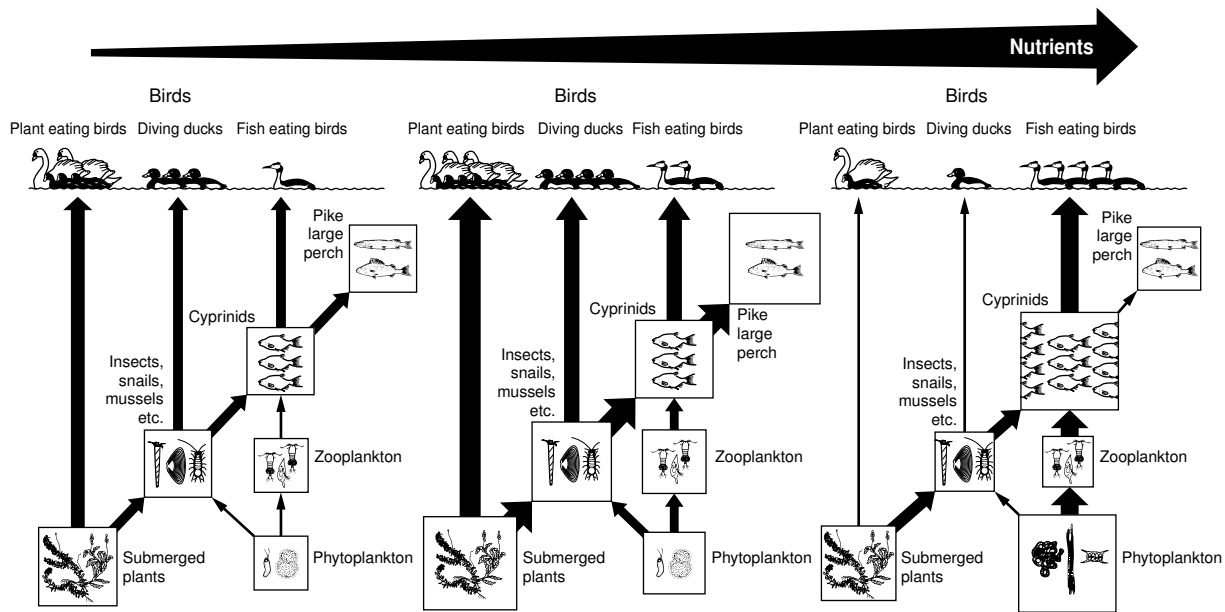 Nutrients
Birds
Plant eating birds
Diving ducks
Fish eating birds
Pike
large
perch
Cyprinids
Insects,
snails,
mussels
etc.
Zooplankton
Submerged
plants
Phytoplankton
Birds
Plant eating birds
Diving ducks
Fish eating birds
Cyprinids
Pike
large
perch
Insects,
snails,
mussels
etc.
Zooplankton
Submerged
plants
Phytoplankton
Birds
Plant eating birds
Diving ducks
Fish eating birds
Pike
large
perch
Cyprinids
Insects,
snails,
mussels
etc.
Zooplankton
Submerged
plants
Phytoplankton